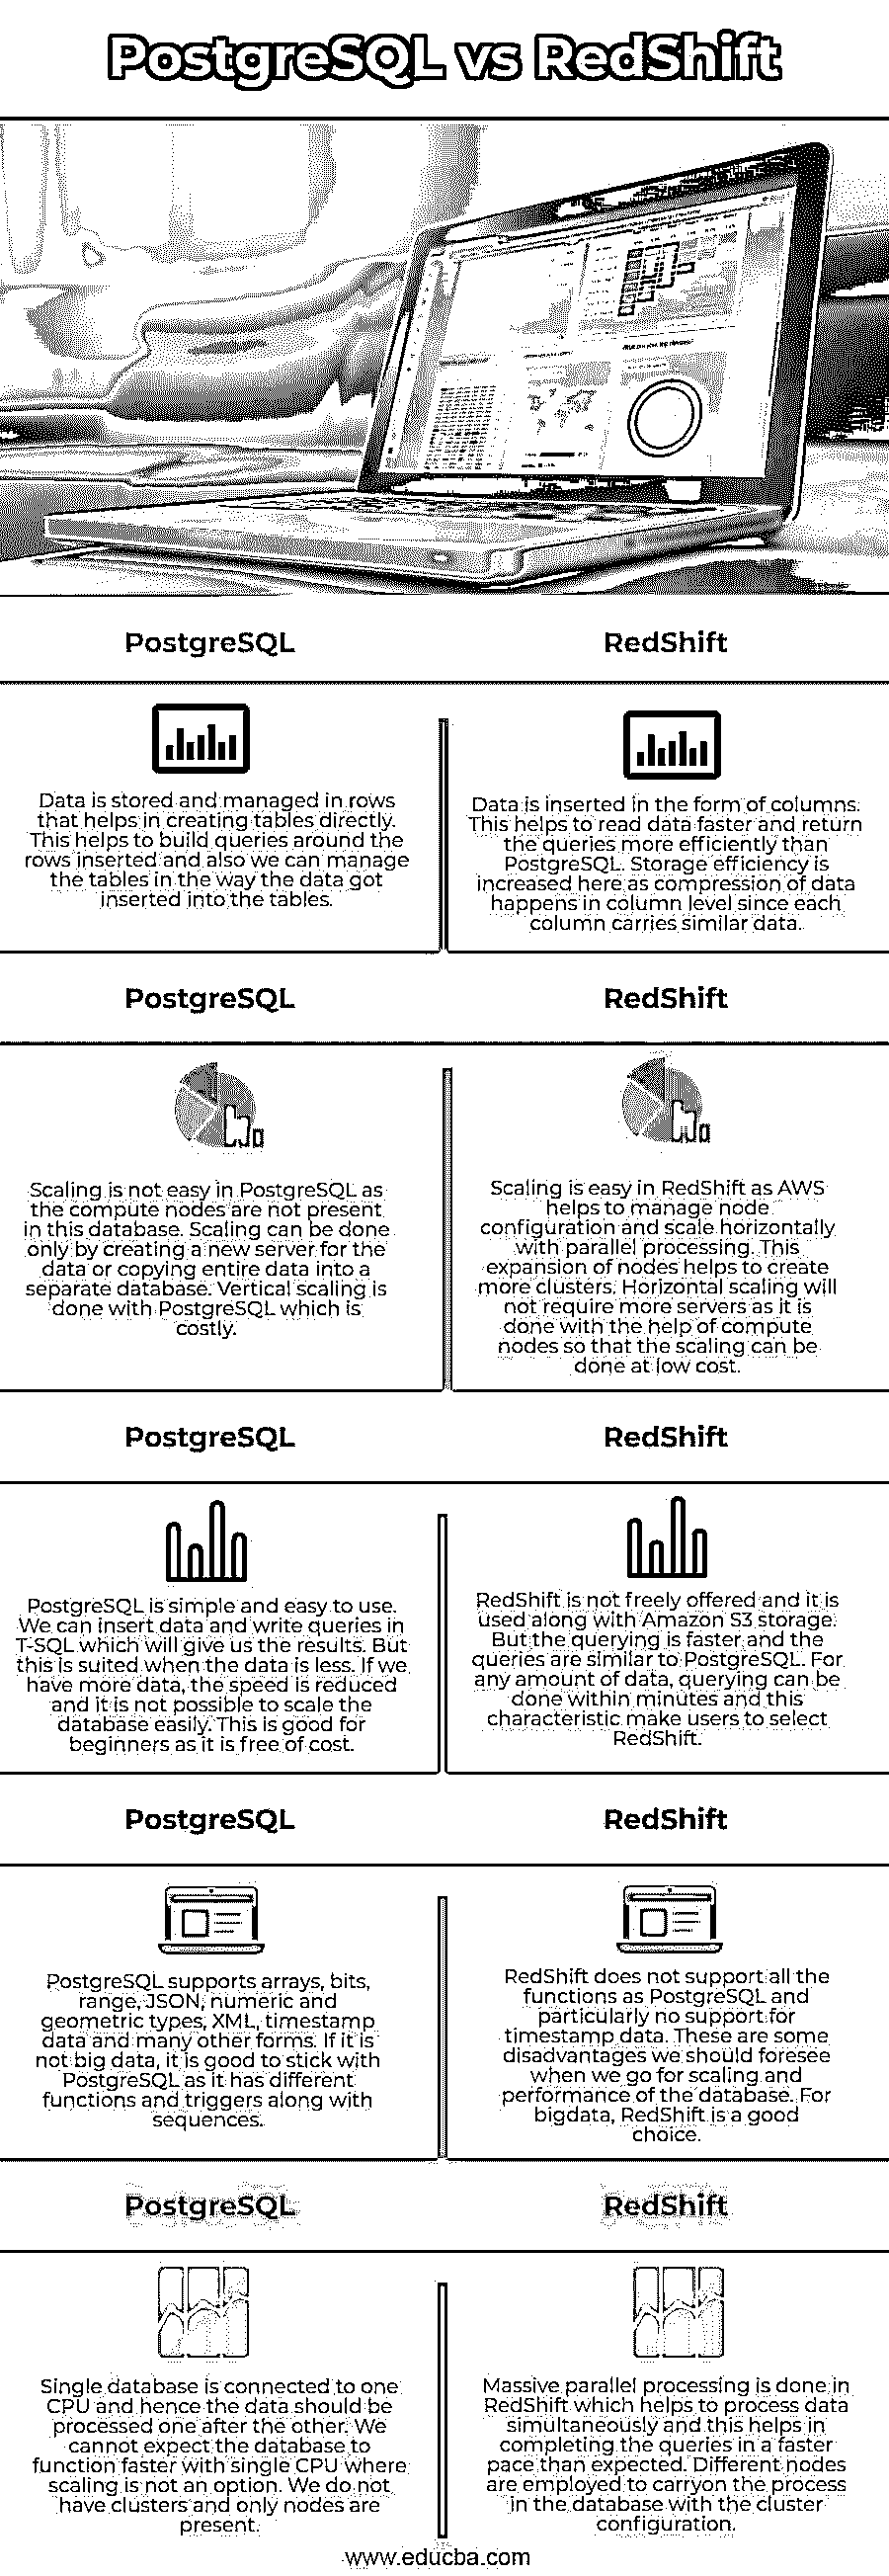 PostgreSQL vs RedShift
PostgreSQL
RedShift
Data is stored and managed in rows
that helps in creating tables directly.
This helps to build queries around the
rows inserted and also we can manage
the tables in the way the data got
inserted into the tables.
Data is inserted in the form of columns.
This helps to read data faster and return
the queries more efficiently than
PostgreSQL. Storage efficiency is
increased here as compression of data
happens in column level since each
column carries similar data.
PostgreSQL
RedShift
Scaling is not easy in PostgreSQL as
the compute nodes are not present
in this database. Scaling can be done
only by creating a new server for the
data or copying entire data into a
separate database. Vertical scaling is
done with PostgreSQL which is
costly.
Scaling is easy in RedShift as AWS
helps to manage node
configuration and scale horizontally
with parallel processing. This
expansion of nodes helps to create
more clusters. Horizontal scaling will
not require more servers as it is
done with the help of compute
nodes so that the scaling can be
done at low cost.
PostgreSQL
RedShift
PostgreSQL is simple and easy to use.
We can insert data and write queries in
T-SQL which will give us the results. But
this is suited when the data is less. If we
have more data, the speed is reduced
and it is not possible to scale the
database easily. This is good for
beginners as it is free of cost.
RedShift is not freely offered and it is
used along with Amazon S3 storage.
But the querying is faster and the
queries are similar to PostgreSQL. For
any amount of data, querying can be
done within minutes and this
characteristic make users to select
RedShift.
PostgreSQL
RedShift
PostgreSQL supports arrays, bits,
range, JSON, numeric and
geometric types, XML, timestamp
data and many other forms. If it is
not big data, it is good to stick with
PostgreSQL as it has different
functions and triggers along with
sequences.
RedShift does not support all the
functions as PostgreSQL and
particularly no support for
timestamp data. These are some
disadvantages we should foresee
when we go for scaling and
performance of the database. For
bigdata, RedShift is a good
choice.
PostgreSQL
RedShift
Single database is connected to one
CPU and hence the data should be
processed one after the other. We
cannot expect the database to
function faster with single CPU where
scaling is not an option. We do not
have clusters and only nodes are
present.
Massive parallel processing is done in
RedShift which helps to process data
simultaneously and this helps in
completing the queries in a faster
pace than expected. Different nodes
are employed to carryon the process
in the database with the cluster
configuration.
www.educba.com